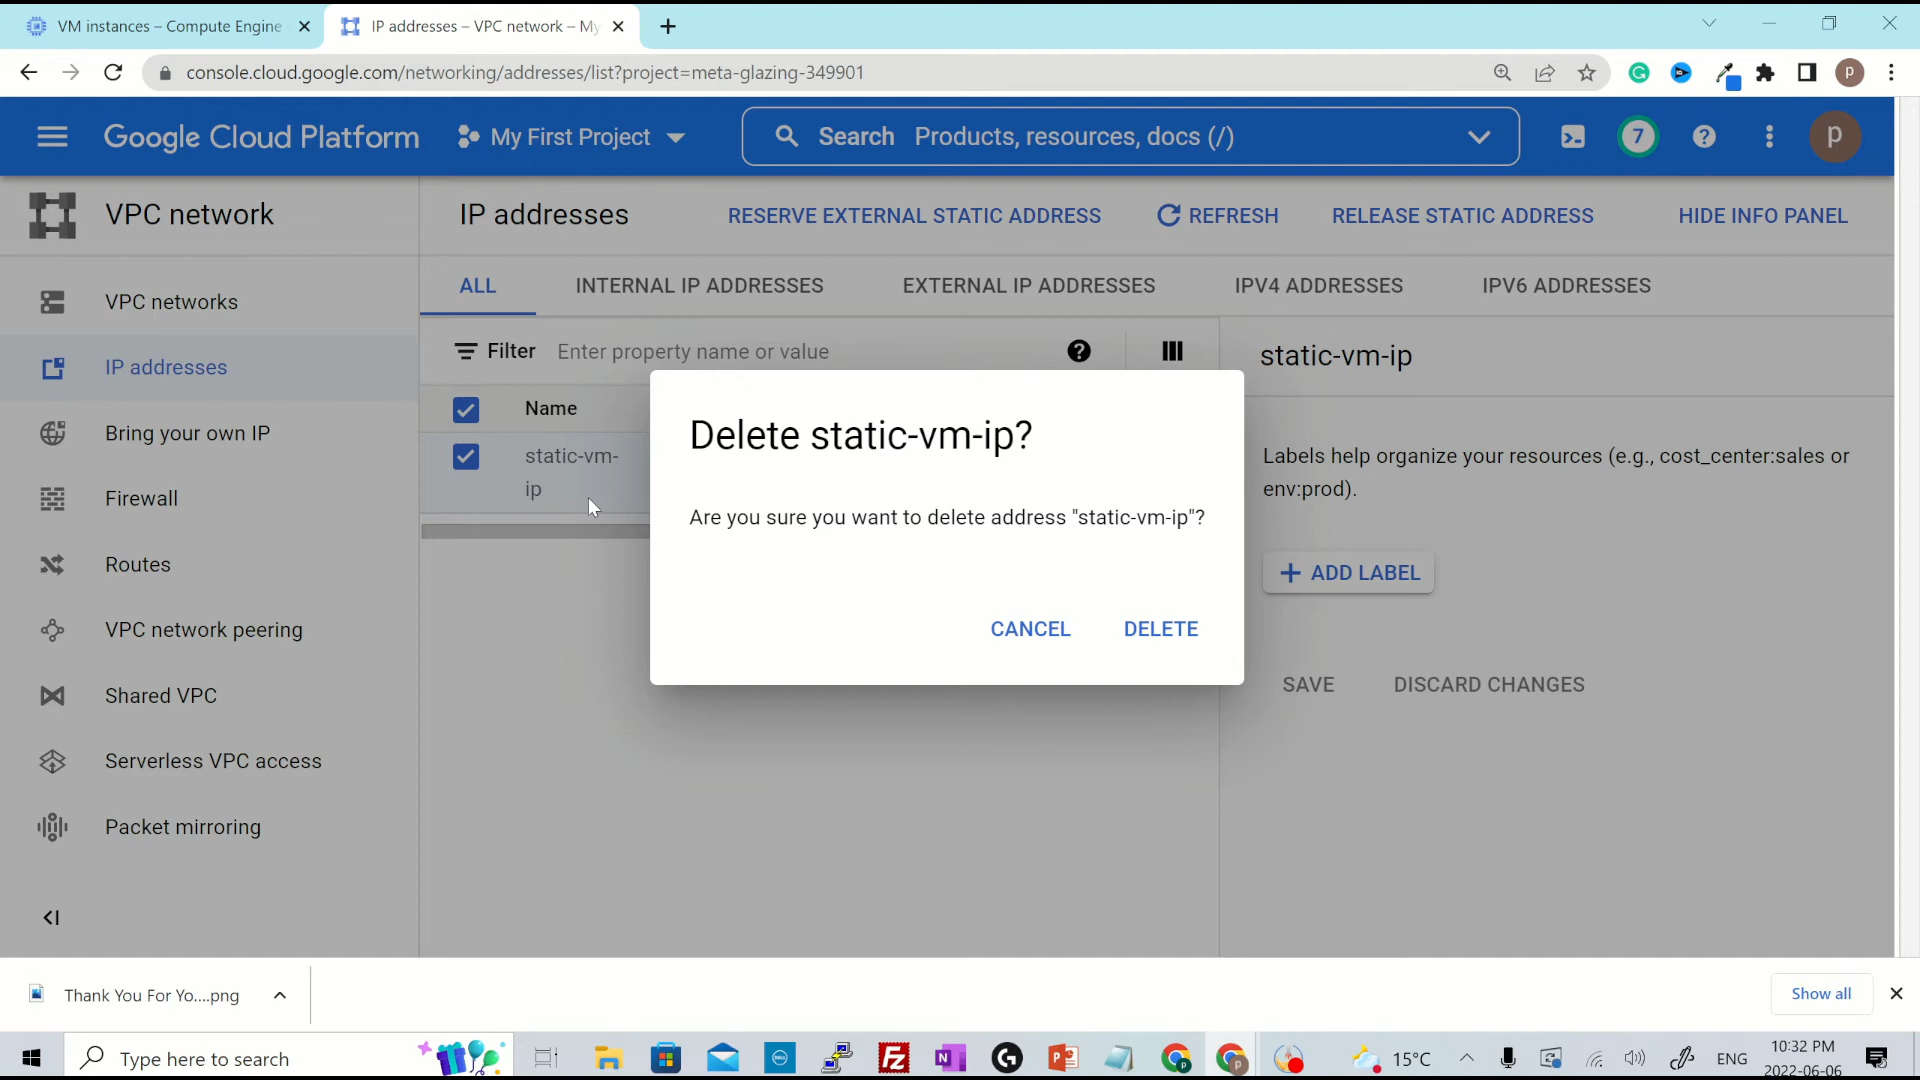 VM instances – Compute Engine
IP addresses – VPC network – My
console.cloud.google.com/networking/addresses/list?project=meta-glazing-349901
P
Google Cloud Platform
My First Project
Search Products, resources, docs (/)
7
p
VPC network
IP addresses
RESERVE EXTERNAL STATIC ADDRESS
REFRESH
RELEASE STATIC ADDRESS
HIDE INFO PANEL
VPC networks
IP addresses
Bring your own IP
Firewall
Routes
VPC network peering
Shared VPC
Serverless VPC access
Packet mirroring
ALL
INTERNAL IP ADDRESSES
EXTERNAL IP ADDRESSES
IPV4 ADDRESSES
IPV6 ADDRESSES
Filter Enter property name or value
Name
static-vm-
ip
Delete static-vm-ip?
Are you sure you want to delete address "static-vm-ip"?
CANCEL
DELETE
static-vm-ip
Labels help organize your resources (e.g., cost_center:sales or
env:prod).
+ ADD LABEL
SAVE
DISCARD CHANGES
Thank You For Yo....png
Show all
Type here to search
15°C
ENG
10:32 PM
2022-06-06